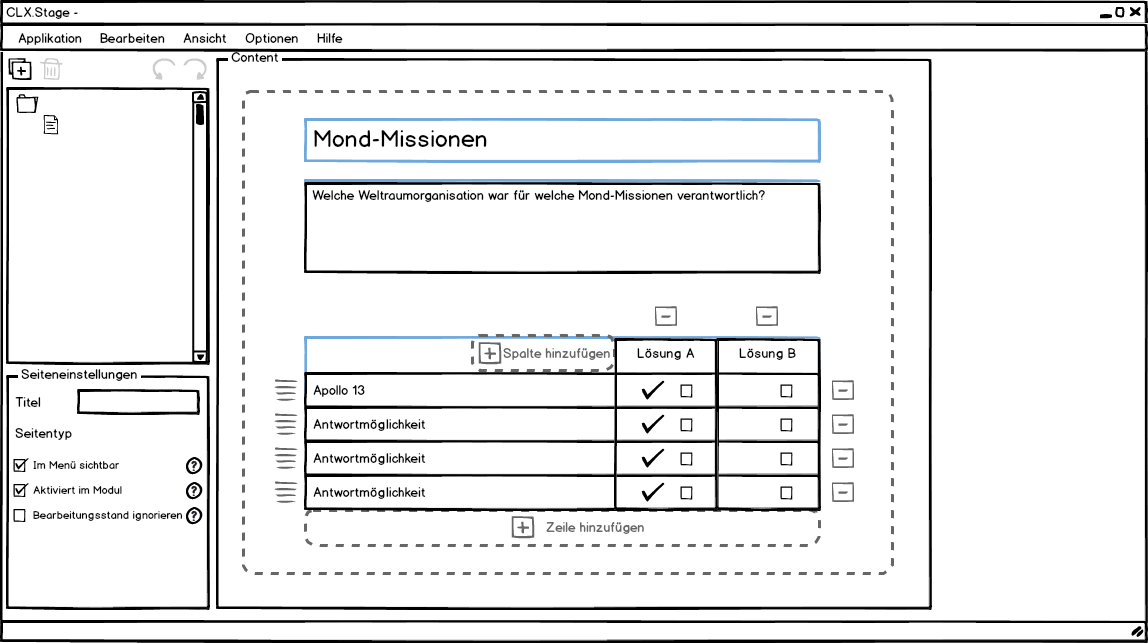 CLX.Stage -
Applikation Bearbeiten Ansicht Optionen Hilfe
Content
Mond-Missionen
Welche Weltraumorganisation war für welche Mond-Missionen verantwortlich?
Spalte hinzufügen Lösung A Lösung B
Apollo 13
Antwortmöglichkeit
Antwortmöglichkeit
Antwortmöglichkeit
Zeile hinzufügen
Seiteneinstellungen
Titel
Seitentyp
Im Menü sichtbar ?
Aktiviert im Modul ?
Bearbeitungsstand ignorieren ?